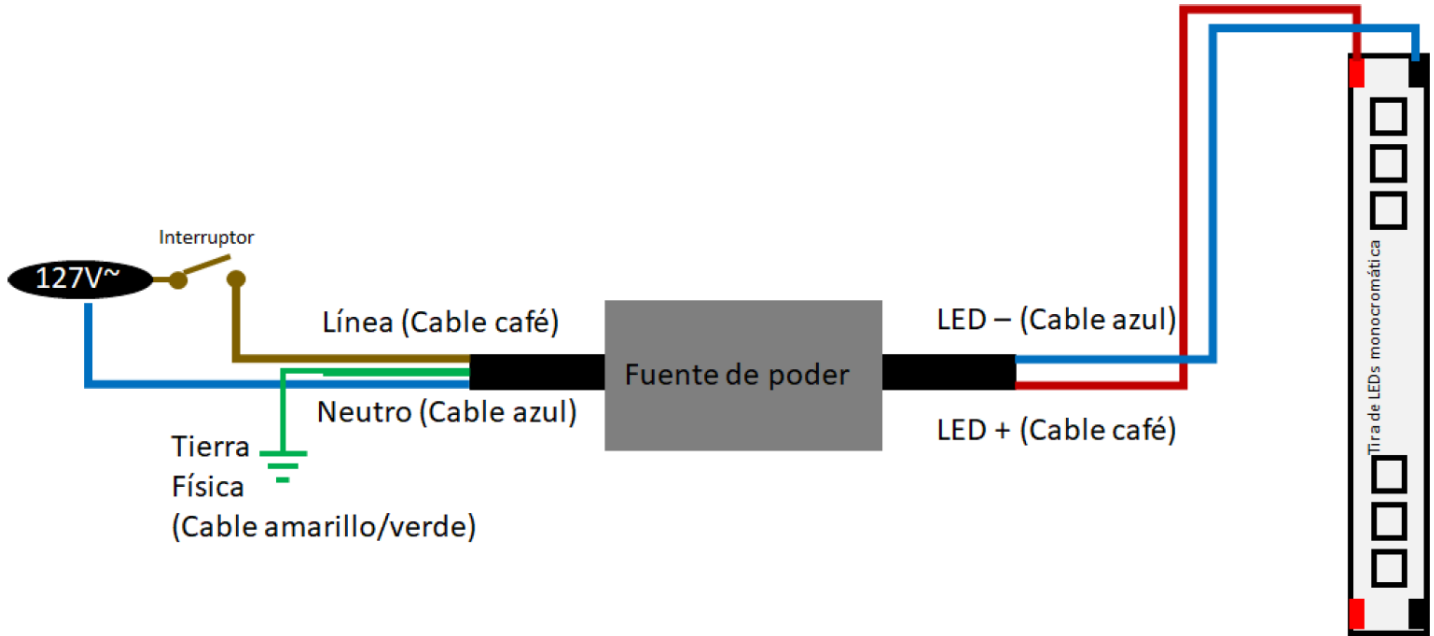 Interruptor
127V~
Línea (Cable café)
Neutro (Cable azul)
Tierra
Física
(Cable amarillo/verde)
Fuente de poder
LED – (Cable azul)
LED + (Cable café)
Tira de LEDs monocromática